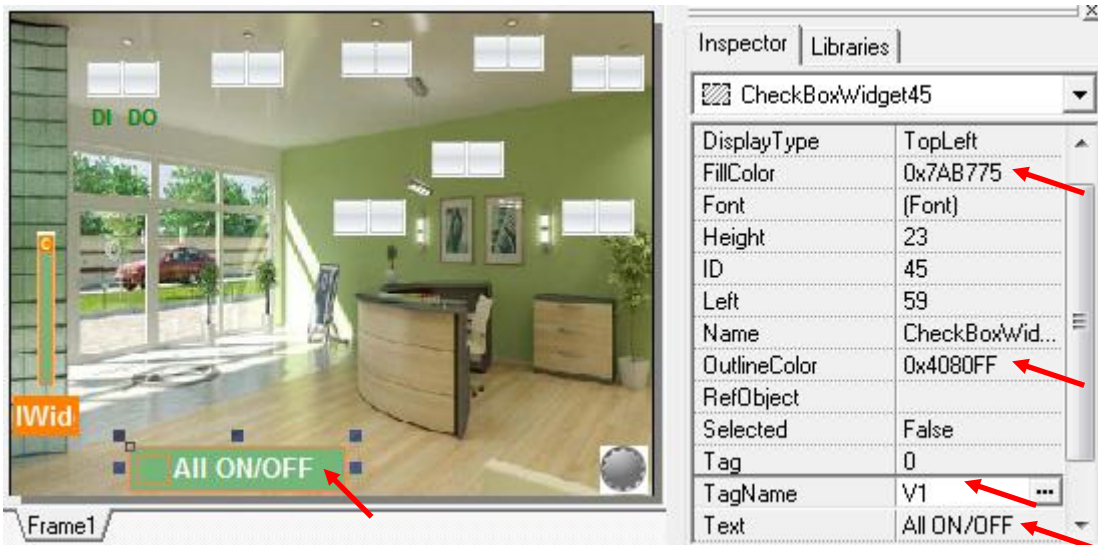 DI DO
C
lWid
All ON/OFF
Frame1
Inspector Libraries
CheckBoxWidget45
DisplayType TopLeft
FillColor 0x7AB775
Font (Font)
Height 23
ID 45
Left 59
Name CheckBoxWid...
OutlineColor 0x4080FF
RefObject
Selected False
Tag 0
TagName V1 ...
Text All ON/OFF